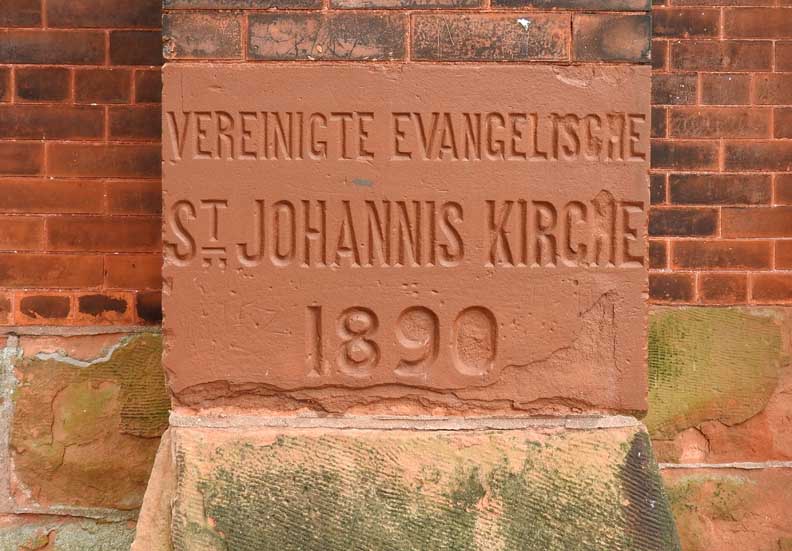 VEREINIGTE EVANGELISCHE
ST. JOHANNIS KIRCHE
1890